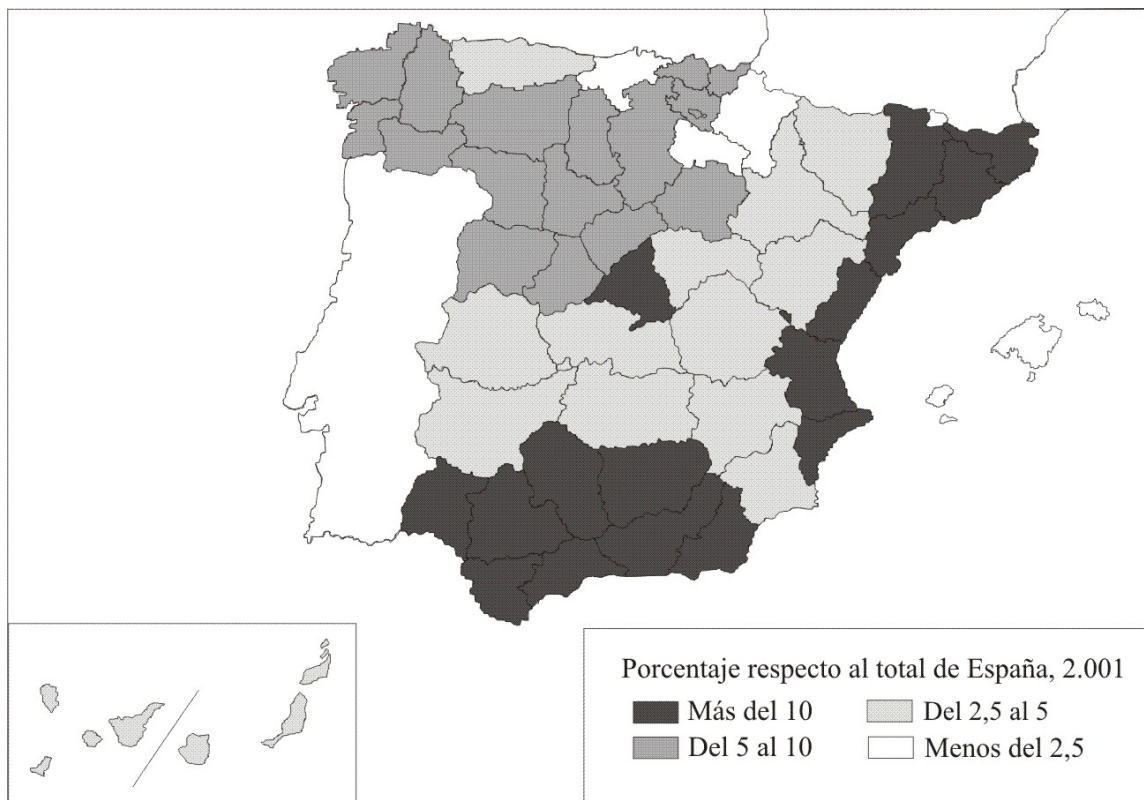 Porcentaje respecto al total de España, 2.001
Más del 10
Del 2,5 al 5
Del 5 al 10
Menos del 2,5